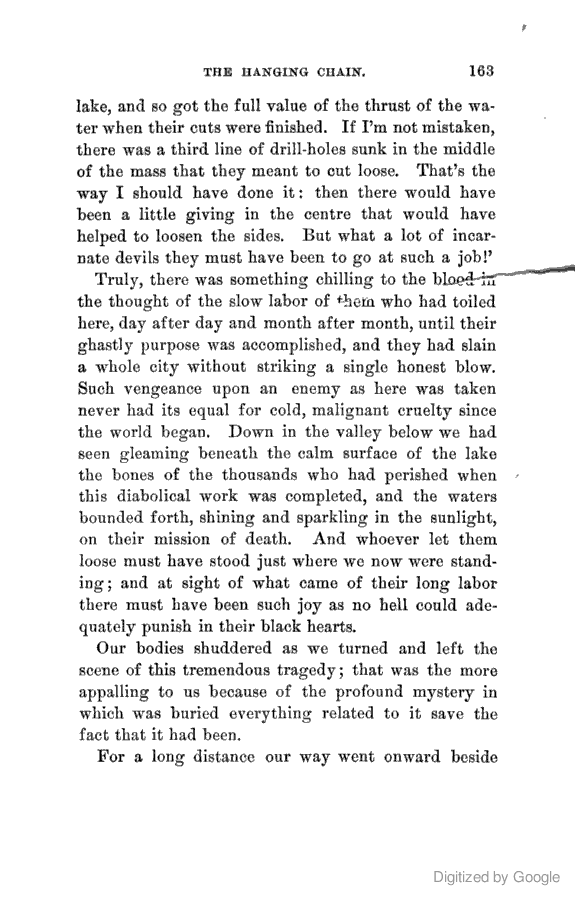 THE HANGING CHAIN. 163
lake, and so got the full value of the thrust of the wa-
ter when their cuts were finished. If I'm not mistaken,
there was a third line of drill-holes sunk in the middle
of the mass that they meant to cut loose. That's the
way I should have done it: then there would have
been a little giving in the centre that would have
helped to loosen the sides. But what a lot of incar-
nate devils they must have been to go at such a job!'
Truly, there was something chilling to the blood in
the thought of the slow labor of them who had toiled
here, day after day and month after month, until their
ghastly purpose was accomplished, and they had slain
a whole city without striking a single honest blow.
Such vengeance upon an enemy as here was taken
never had its equal for cold, malignant cruelty since
the world began. Down in the valley below we had
seen gleaming beneath the calm surface of the lake
the bones of the thousands who had perished when
this diabolical work was completed, and the waters
bounded forth, shining and sparkling in the sunlight,
on their mission of death. And whoever let them
loose must have stood just where we now were stand-
ing; and at sight of what came of their long labor
there must have been such joy as no hell could ade-
quately punish in their black hearts.
Our bodies shuddered as we turned and left the
scene of this tremendous tragedy; that was the more
appalling to us because of the profound mystery in
which was buried everything related to it save the
fact that it had been.
For a long distance our way went onward beside
Digitized by Google